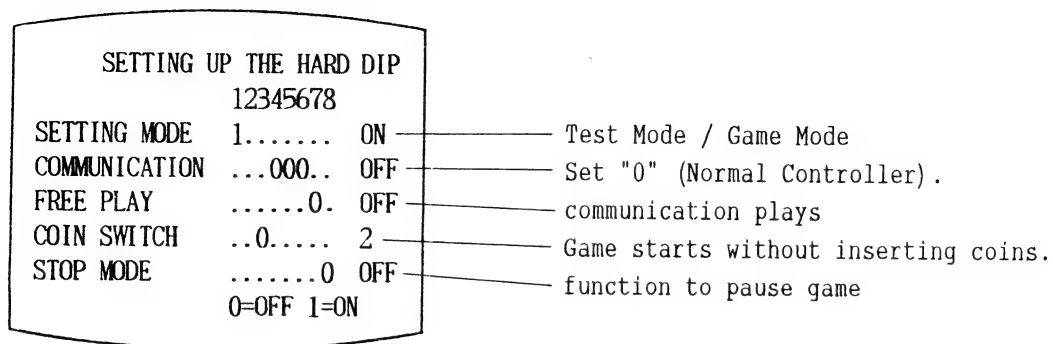 SETTING UP THE HARD DIP
12345678
SETTING MODE 1....... ON Test Mode / Game Mode
COMMUNICATION ...000.. OFF Set "0" (Normal Controller).
FREE PLAY ......0. OFF communication plays
COIN SWITCH ..0..... 2 Game starts without inserting coins.
STOP MODE .......0 OFF function to pause game
0=OFF 1=ON